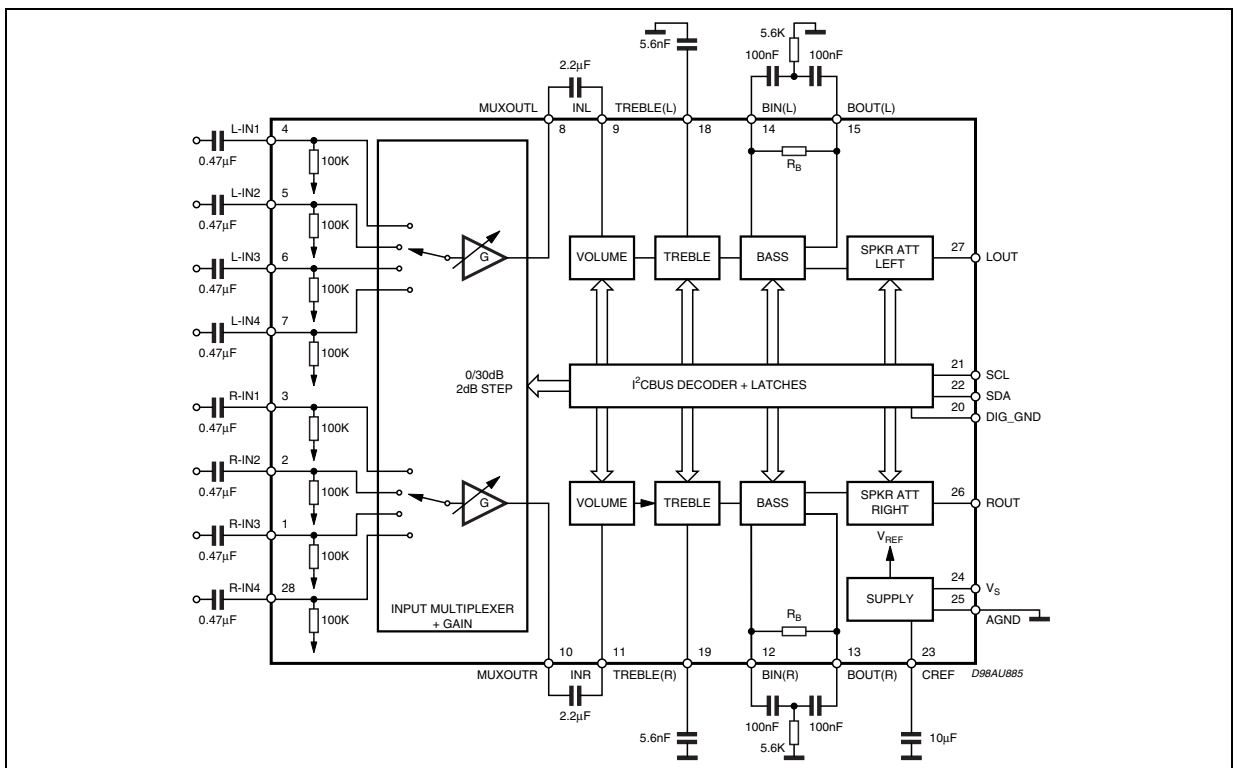 5.6nF
5.6K
100nF 100nF
2.2μF
MUXOUTL INL TREBLE(L) BIN(L) BOUT(L)
8 9 18 14 15
L-IN1 4
0.47μF
100K
L-IN2 5
0.47μF
100K
L-IN3 6
0.47μF
100K
L-IN4 7
0.47μF
100K
R-IN1 3
0.47μF
100K
R-IN2 2
0.47μF
100K
R-IN3 1
0.47μF
100K
R-IN4 28
0.47μF
100K
G
0/30dB
2dB STEP
G
INPUT MULTIPLEXER
+ GAIN
RB
VOLUME
TREBLE
BASS
SPKR ATT
LEFT
27 LOUT
I2CBUS DECODER + LATCHES
21 SCL
22 SDA
20 DIG_GND
VOLUME
TREBLE
BASS
SPKR ATT
RIGHT
26 ROUT
VREF
SUPPLY
24 VS
25 AGND
RB
10 11 19 12 13 23
MUXOUTR INR TREBLE(R) BIN(R) BOUT(R) CREF
D98AU885
2.2μF
5.6nF
100nF 100nF
5.6K
10μF